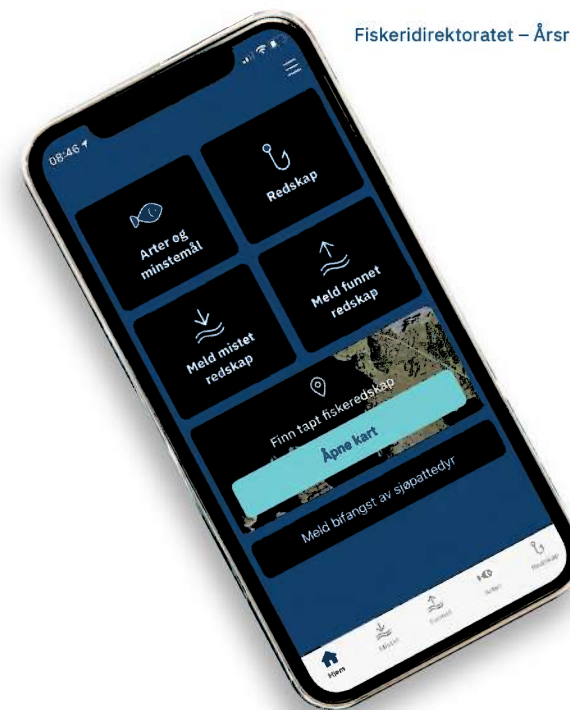 Fiskeridirektoratet – Årsr
08:46
Arter og
minstemål
Redskap
Meld mistet
redskap
Meld funnet
redskap
Finn tapt fiskeredskap
Åpne kart
Meld bifangst av sjøpattedyr
Hjem
Mistet
Funnet
Arter
Redskap